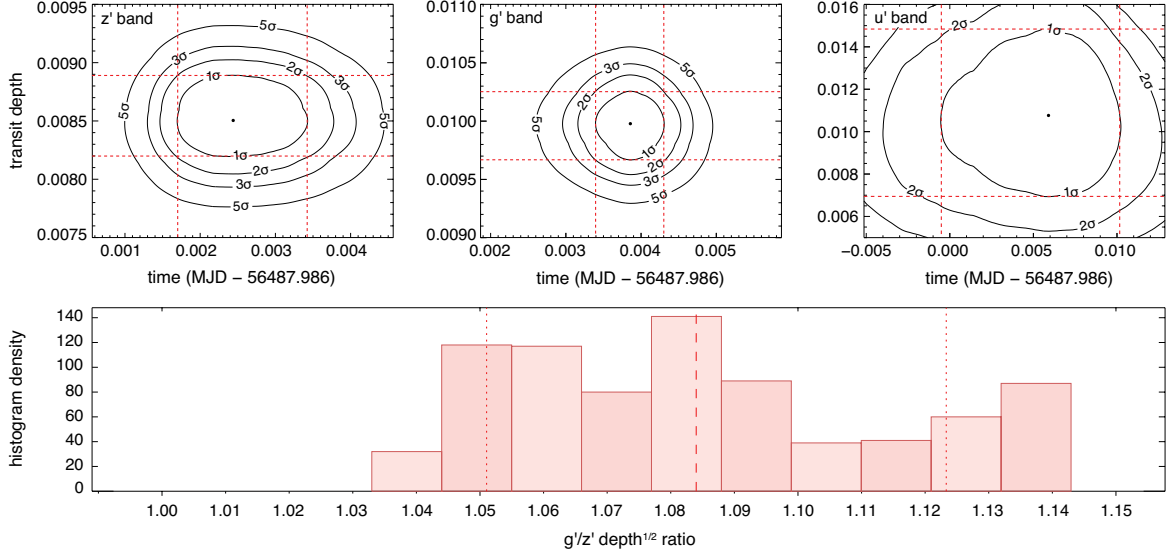 z' band
g' band
u' band
transit depth
0.0095
0.0090
0.0085
0.0080
0.0075
5σ
3σ
2σ
1σ
3σ
5σ
5σ
1σ
2σ
3σ
5σ
0.001 0.002 0.003 0.004
time (MJD − 56487.986)
0.0110
0.0105
0.0100
0.0095
0.0090
3σ
5σ
2σ
5σ
1σ
2σ
3σ
5σ
0.002 0.003 0.004 0.005
time (MJD − 56487.986)
0.016
0.014
0.012
0.010
0.008
0.006
2σ
1σ
2σ
2σ
1σ
2σ
−0.005 0.000 0.005 0.010
time (MJD − 56487.986)
histogram density
140
120
100
80
60
40
20
0
1.00 1.01 1.02 1.03 1.04 1.05 1.06 1.07 1.08 1.09 1.10 1.11 1.12 1.13 1.14 1.15
g'/z' depth1/2 ratio